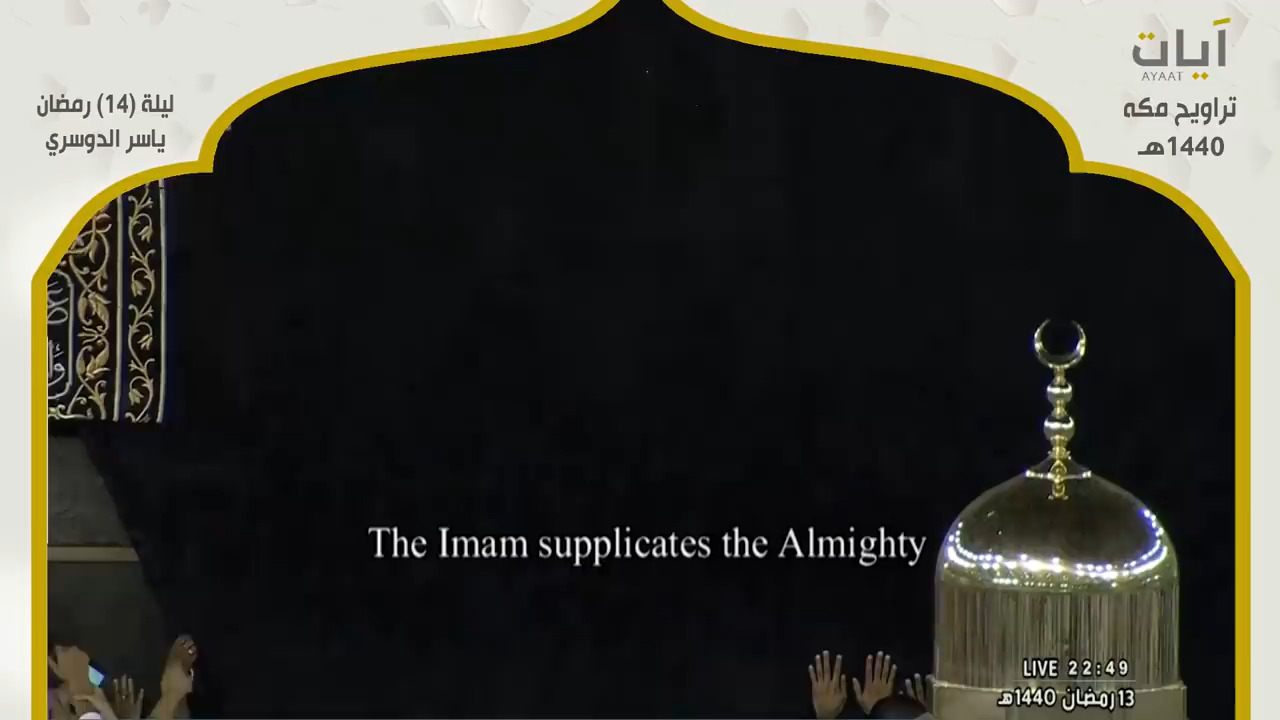 آيات
AYAAT
تراويح مكه
1440هـ
ليلة (14) رمضان
ياسر الدوسري
The Imam supplicates the Almighty
LIVE 22:49
13 رمضان 1440هـ